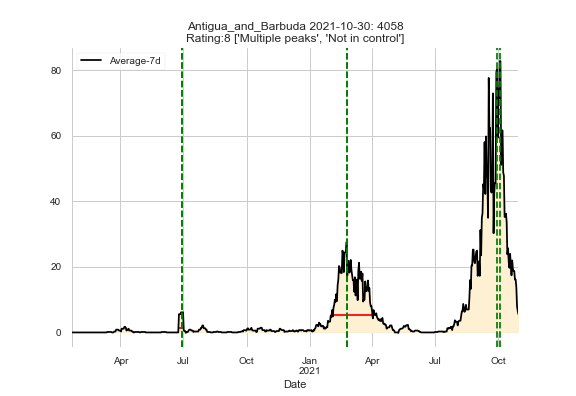 Antigua_and_Barbuda 2021-10-30: 4058
Rating:8 ['Multiple peaks', 'Not in control']
Average-7d
80
60
40
20
0
Apr Jul Oct Jan Apr Jul Oct
2021
Date